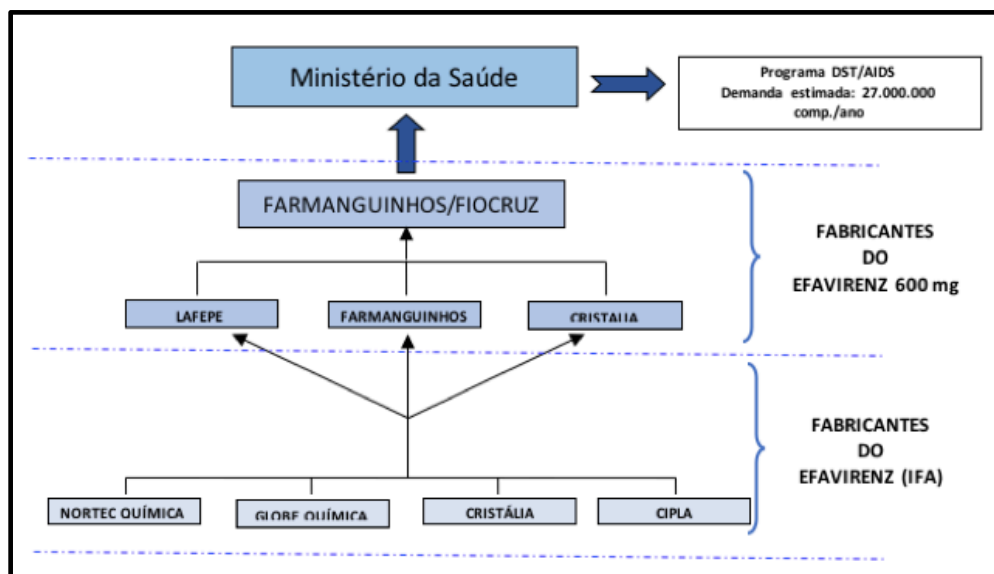 Ministério da Saúde
Programa DST/AIDS
Demanda estimada: 27.000.000
comp./ano
FARMANGUINHOS/FIOCRUZ
FABRICANTES
DO
EFAVIRENZ 600 mg
LAFEPE
FARMANGUINHOS
CRISTALIA
FABRICANTES
DO
EFAVIRENZ (IFA)
NORTEC QUÍMICA
GLOBE QUÍMICA
CRISTÁLIA
CIPLA